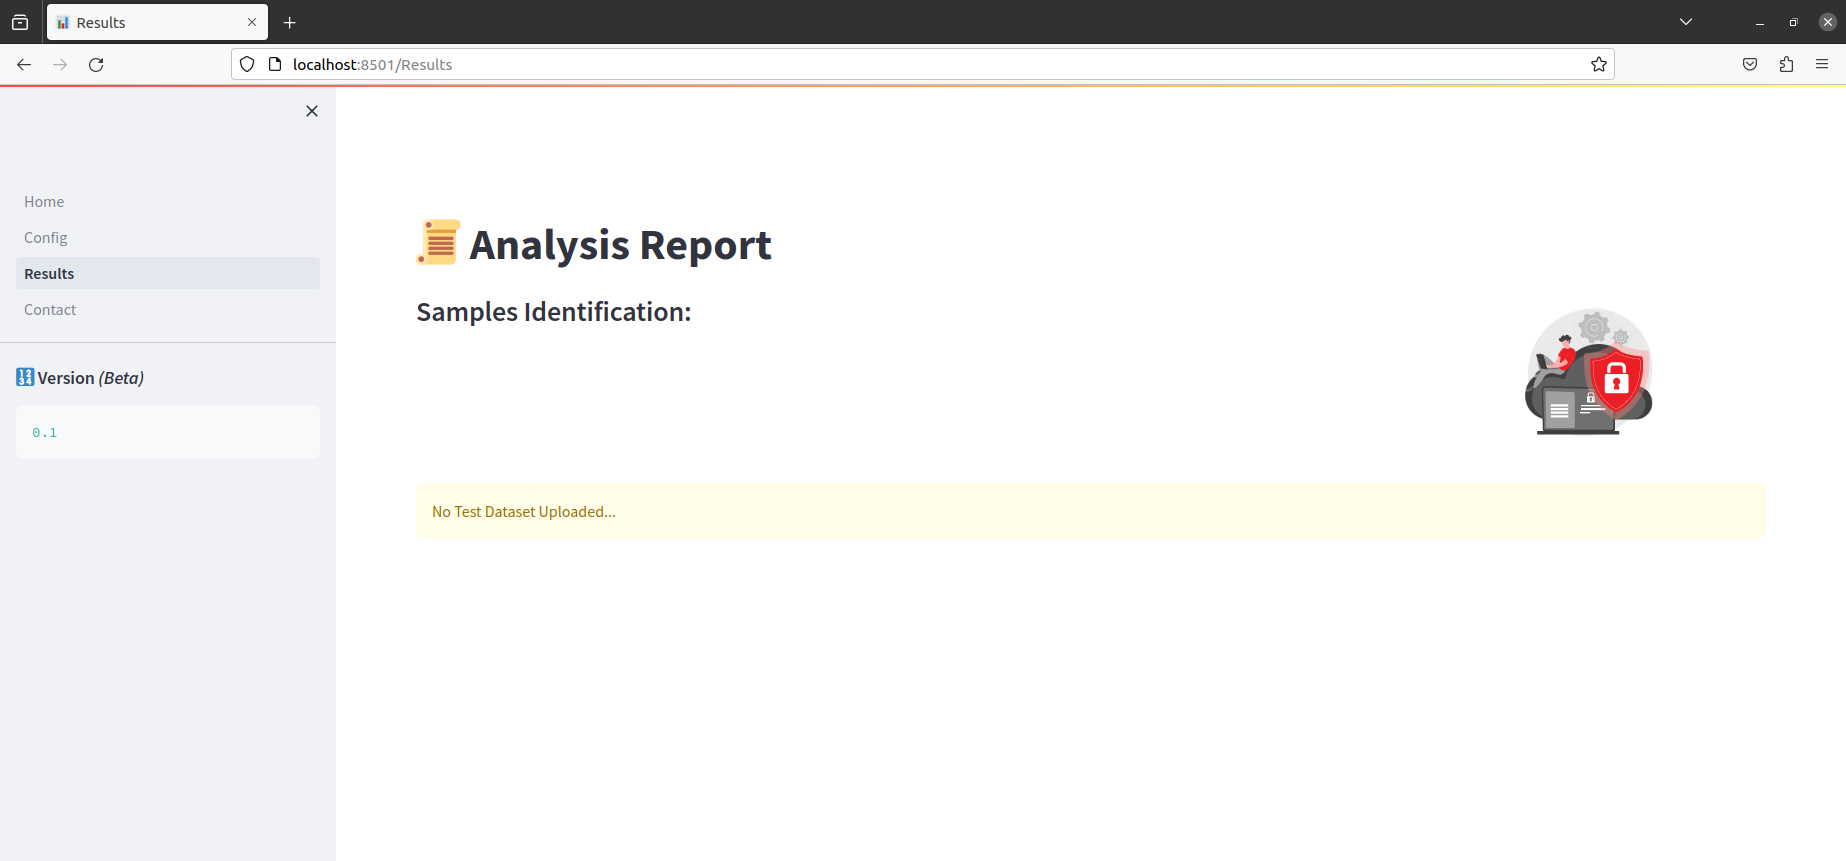 Results
localhost:8501/Results
Home
Config
Results
Contact
Version (Beta)
0.1
Analysis Report
Samples Identification:
No Test Dataset Uploaded...